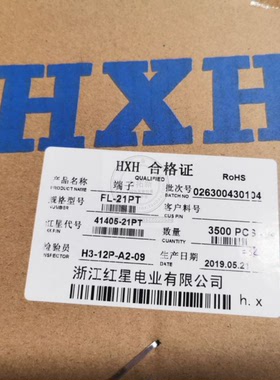 HXH
HXH 合格证 RoHS
QUALIFIED
产品名称 端子 批次号 026300430104
PRODUCT NAME BATCH NO
规格型号 FL-21PT 客户料号
CUS P/N
红星代号 41405-21PT 数量 3500 PCS
QUANTITY
检验员 H3-12P-A2-09 生产日期 2019.05.21
INSPECTOR DATE
浙江红星电业有限公司 h. x